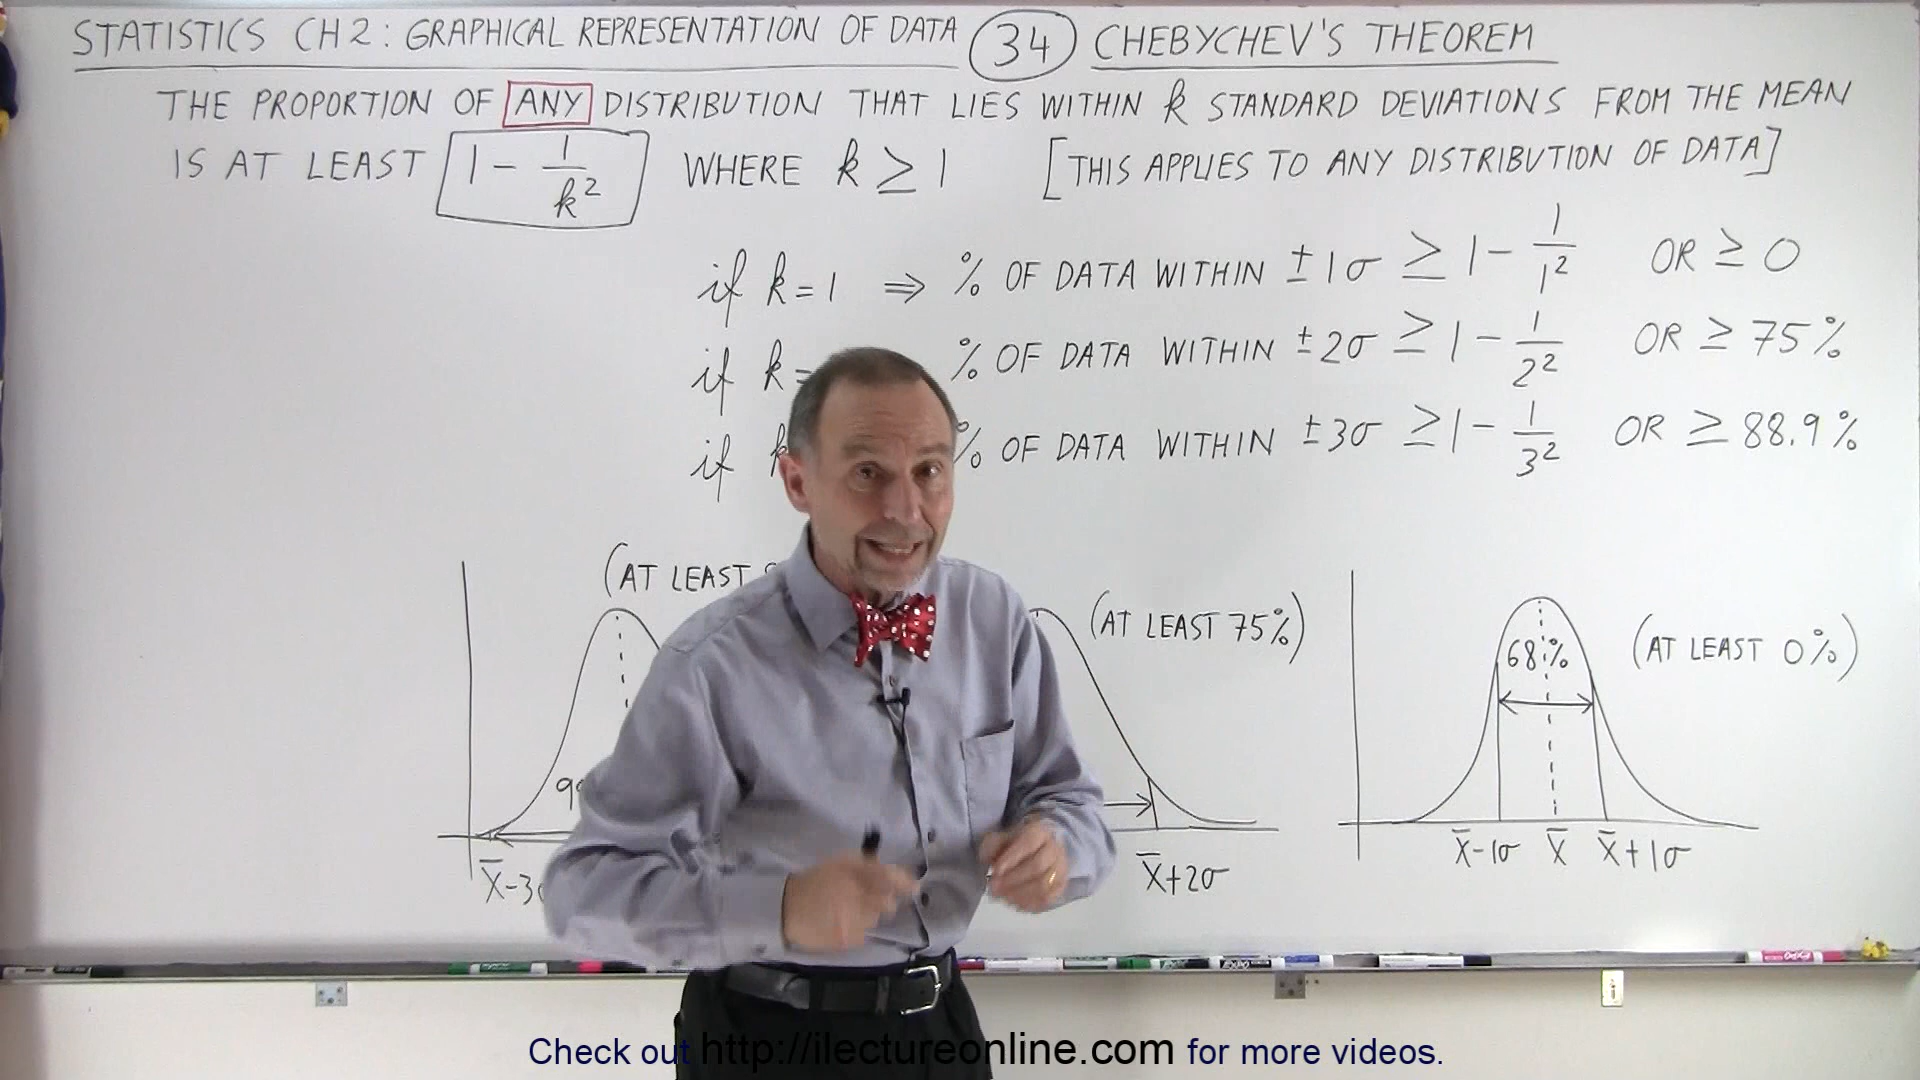 STATISTICS CH 2: GRAPHICAL REPRESENTATION OF DATA 34 CHEBYCHEV'S THEOREM
THE PROPORTION OF ANY DISTRIBUTION THAT LIES WITHIN k STANDARD DEVIATIONS FROM THE MEAN
IS AT LEAST 1 - 1/k² WHERE k ≥ 1 [THIS APPLIES TO ANY DISTRIBUTION OF DATA]
if k = 1 ⇒ % OF DATA WITHIN ± 1σ ≥ 1 - 1/1² OR ≥ 0
if k = % OF DATA WITHIN ± 2σ ≥ 1 - 1/2² OR ≥ 75%
if k % OF DATA WITHIN ± 3σ ≥ 1 - 1/3² OR ≥ 88.9%
(AT LEAST
(AT LEAST 75%)
68% (AT LEAST 0%)
x̄-3σ
x̄+2σ
x̄-1σ x̄ x̄+1σ
EXPO
Check out http://ilectureonline.com for more videos.